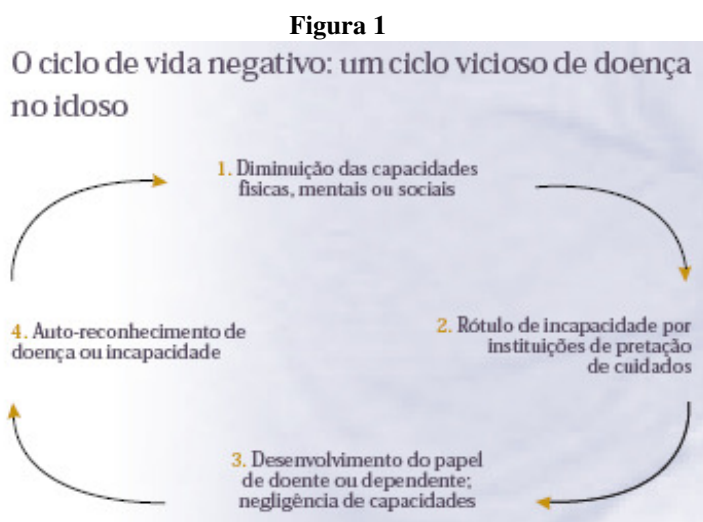 Figura 1
O ciclo de vida negativo: um ciclo vicioso de doença
no idoso
1. Diminuição das capacidades
físicas, mentais ou sociais
2. Rótulo de incapacidade por
instituições de pretação
de cuidados
3. Desenvolvimento do papel
de doente ou dependente;
negligência de capacidades
4. Auto-reconhecimento de
doença ou incapacidade